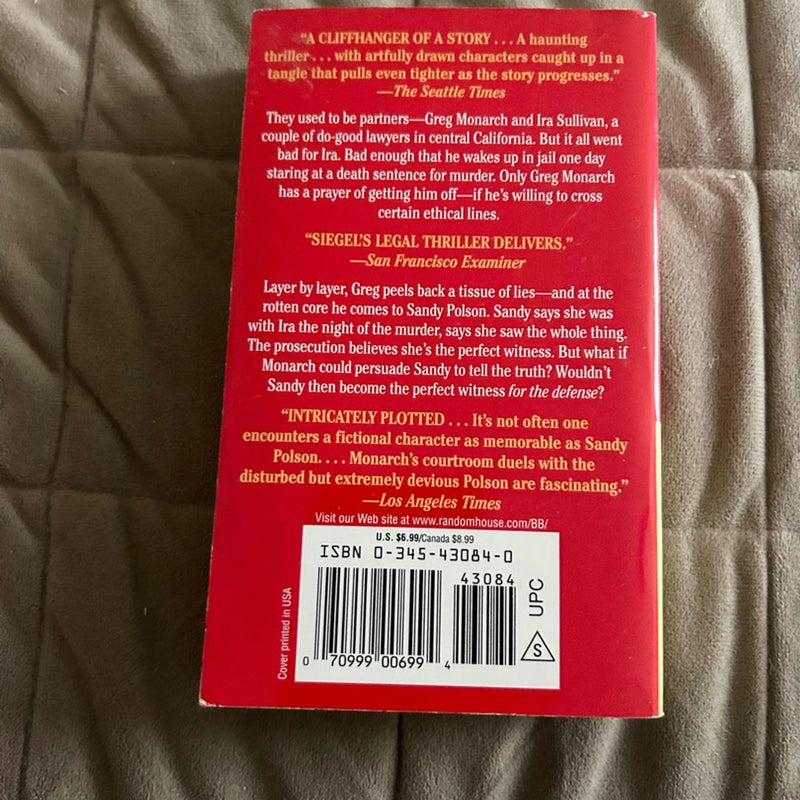 “A CLIFFHANGER OF A STORY . . . A haunting
thriller . . . with artfully drawn characters caught up in a
tangle that pulls even tighter as the story progresses.”
—The Seattle Times
They used to be partners—Greg Monarch and Ira Sullivan, a
couple of do-good lawyers in central California. But it all went
bad for Ira. Bad enough that he wakes up in jail one day
staring at a death sentence for murder. Only Greg Monarch
has a prayer of getting him off—if he’s willing to cross
certain ethical lines.
“SIEGEL’S LEGAL THRILLER DELIVERS.”
—San Francisco Examiner
Layer by layer, Greg peels back a tissue of lies—and at the
rotten core he comes to Sandy Polson. Sandy says she was
with Ira the night of the murder, says she saw the whole thing.
The prosecution believes she’s the perfect witness. But what if
Monarch could persuade Sandy to tell the truth? Wouldn’t
Sandy then become the perfect witness for the defense?
“INTRICATELY PLOTTED . . . It’s not often one
encounters a fictional character as memorable as Sandy
Polson. . . . Monarch’s courtroom duels with the
disturbed but extremely devious Polson are fascinating.”
—Los Angeles Times
Visit our Web site at www.randomhouse.com/BB/
U.S. $6.99/Canada $8.99
ISBN 0-345-43084-0
43084
0 70999 00699 4
UPC
S
Cover printed in USA